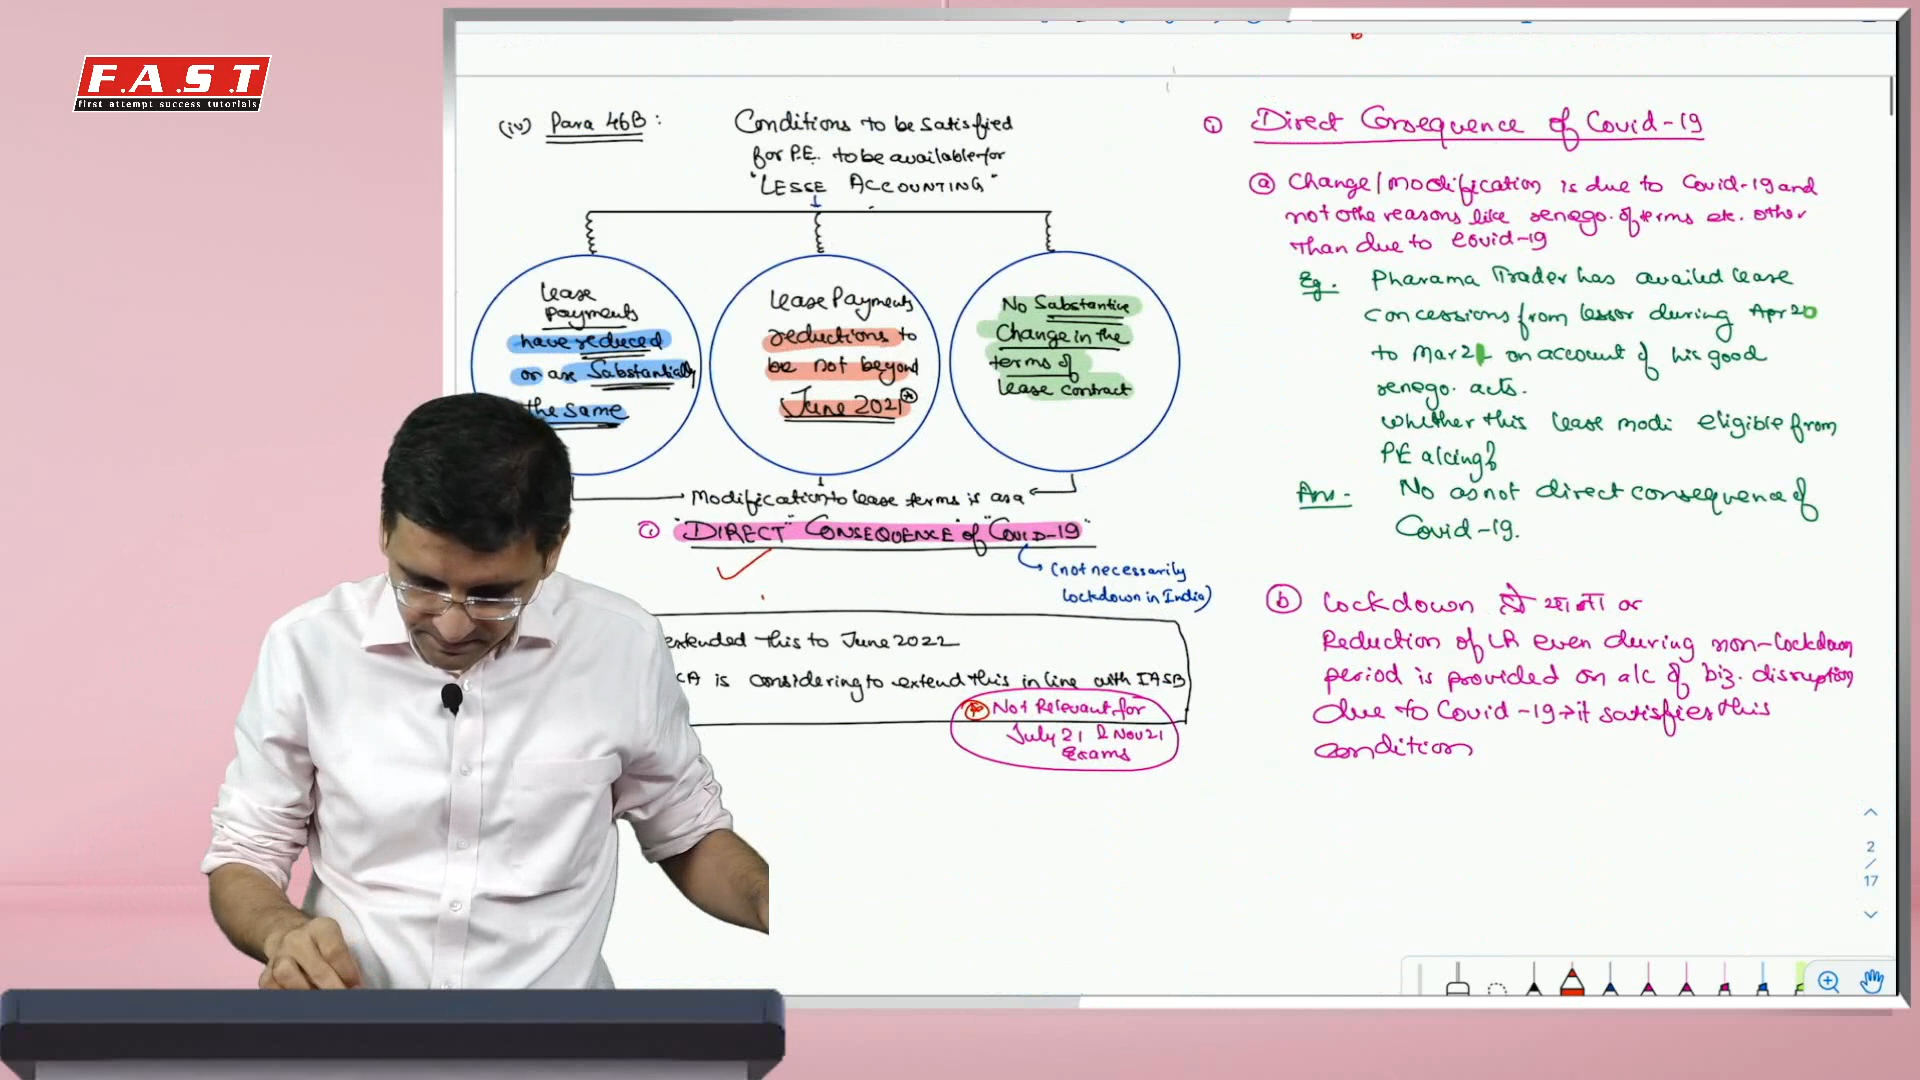 F.A.S.T
first attempt success tutorials
(iv) Para 46B :
Conditions to be satisfied
for P.E. to be available for
"LESSE ACCOUNTING"
Lease
Payments
have reduced
or are Substantially
the same
Lease Payments
reductions to
be not beyond
June 2021
No Substantive
Change in the
terms of
lease contract
Modification to lease terms is as a
"DIRECT" CONSEQUENCE of "COVID-19"
(not necessarily
lockdown in India)
extended this to June 2022
CA is considering to extend this in line with IASB
Not Relevant for
July 21 & Nov 21
Exams
① Direct Consequence of Covid-19
ⓐ Change/modification is due to Covid-19 and
not othe reasons like renego. of terms etc. other
than due to Covid-19
Eg. Pharama Trader has availed lease
concessions from lessor during Apr 20
to Mar 21 on account of his good
renego. acts.
whether this lease modi eligible from
PE a/cing?
Ans- No as not direct consequence of
Covid-19.
ⓑ Lockdown हो या ना or
Reduction of LR even during non-lockdown
period is provided on a/c of biz. disruption
due to Covid-19→it satisfies this
condition
2
/
17